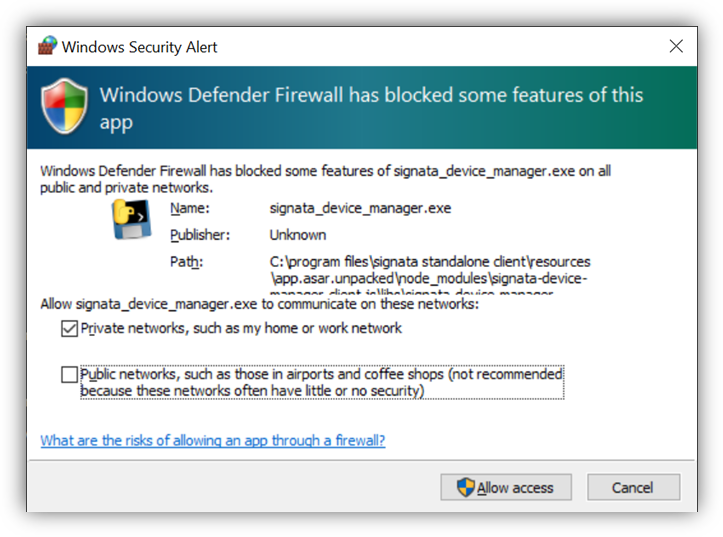 Windows Security Alert
Windows Defender Firewall has blocked some features of this
app
Windows Defender Firewall has blocked some features of signata_device_manager.exe on all
public and private networks.
Name: signata_device_manager.exe
Publisher: Unknown
Path: C:\program files\signata standalone client\resources
\app.asar.unpacked\node_modules\signata-device-
Allow signata_device_manager.exe to communicate on these networks:
Private networks, such as my home or work network
Public networks, such as those in airports and coffee shops (not recommended
because these networks often have little or no security)
What are the risks of allowing an app through a firewall?
Allow access
Cancel